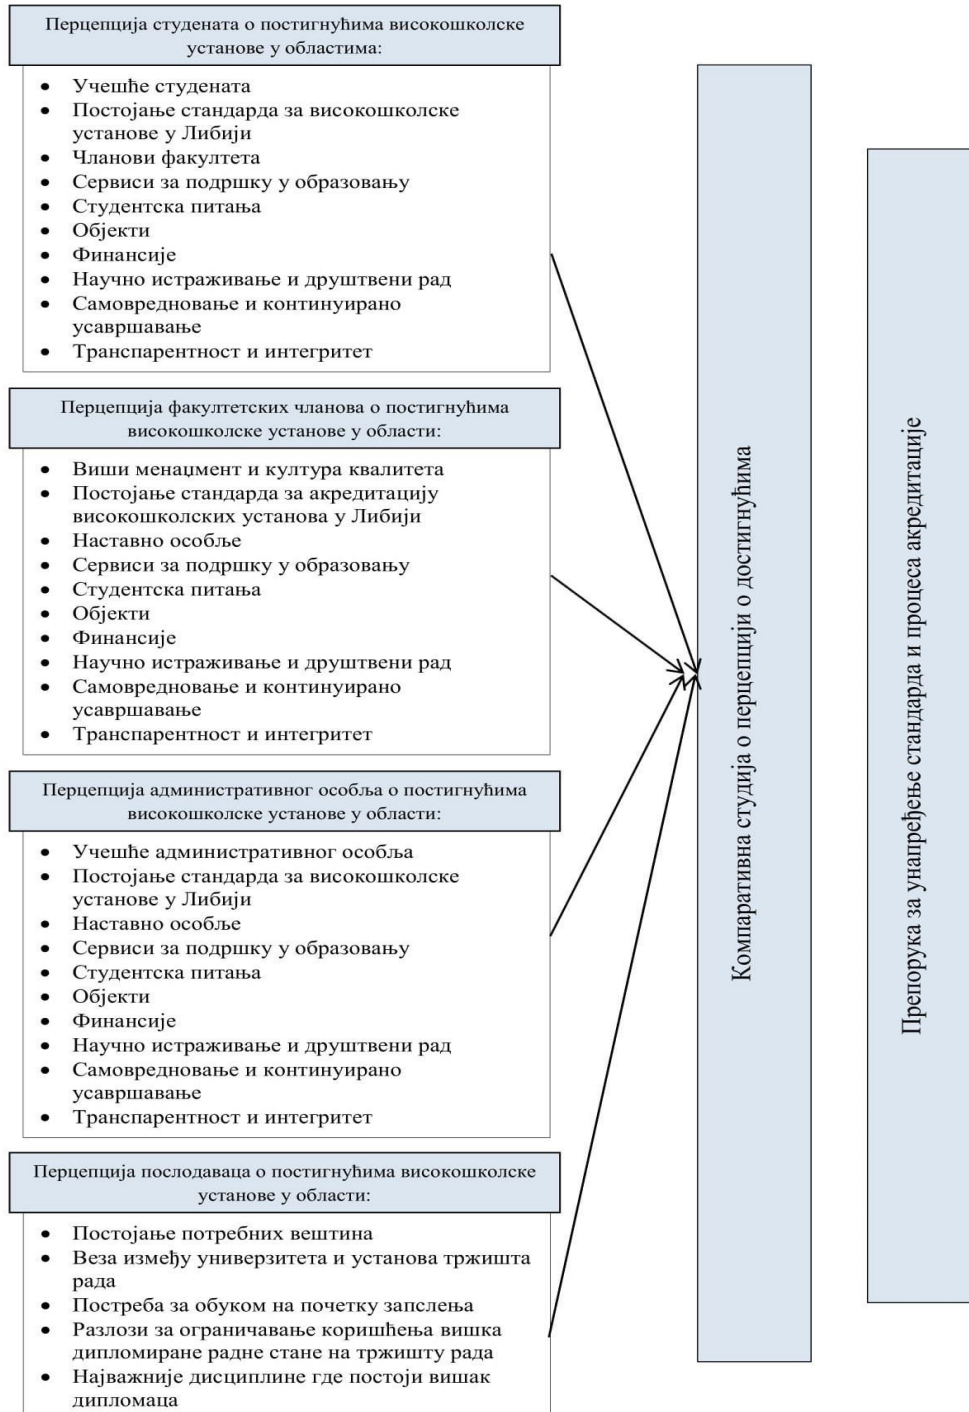 Перцепција студената о постигнућима високошколске
установе у областима:
• Учешће студената
• Постојање стандарда за високошколске
установе у Либији
• Чланови факултета
• Сервиси за подршку у образовању
• Студентска питања
• Објекти
• Финансије
• Научно истраживање и друштвени рад
• Самовредновање и континуирано
усавршавање
• Транспарентност и интегритет
Перцепција факултетских чланова о постигнућима
високошколске установе у области:
• Виши менаџмент и култура квалитета
• Постојање стандарда за акредитацију
високошколских установа у Либији
• Наставно особље
• Сервиси за подршку у образовању
• Студентска питања
• Објекти
• Финансије
• Научно истраживање и друштвени рад
• Самовредновање и континуирано
усавршавање
• Транспарентност и интегритет
Перцепција административног особља о постигнућима
високошколске установе у области:
• Учешће административног особља
• Постојање стандарда за високошколске
установе у Либији
• Наставно особље
• Сервиси за подршку у образовању
• Студентска питања
• Објекти
• Финансије
• Научно истраживање и друштвени рад
• Самовредновање и континуирано
усавршавање
• Транспарентност и интегритет
Перцепција послодаваца о постигнућима високошколске
установе у области:
• Постојање потребних вештина
• Веза између универзитета и установа тржишта
рада
• Постреба за обуком на почетку запслења
• Разлози за ограничавање коришћења вишка
дипломиране радне стане на тржишту рада
• Најважније дисциплине где постоји вишак
дипломаца
Компаративна студија о перцепцији о достигнућима
Препорука за унапређење стандарда и процеса акредитације